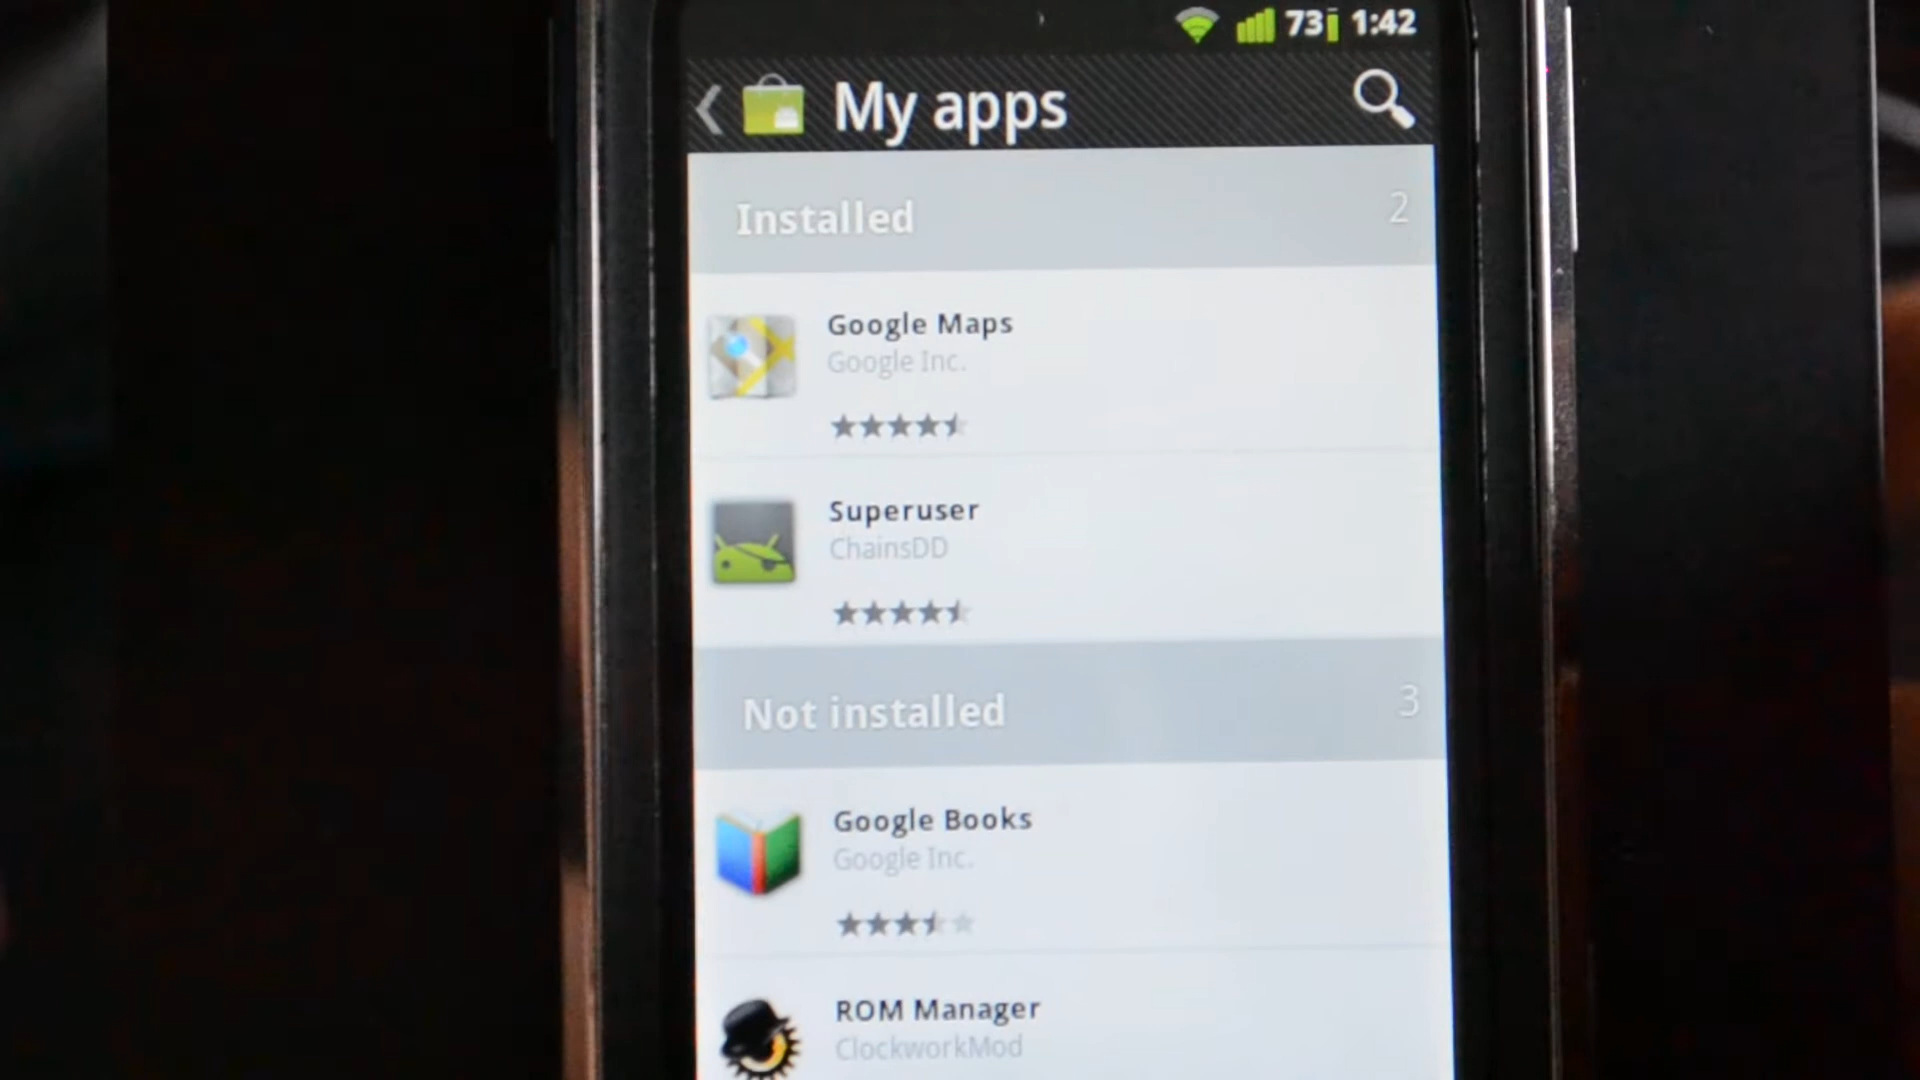 73 1:42
My apps
Installed 2
Google Maps
Google Inc.
Superuser
ChainsDD
Not installed 3
Google Books
Google Inc.
ROM Manager
ClockworkMod